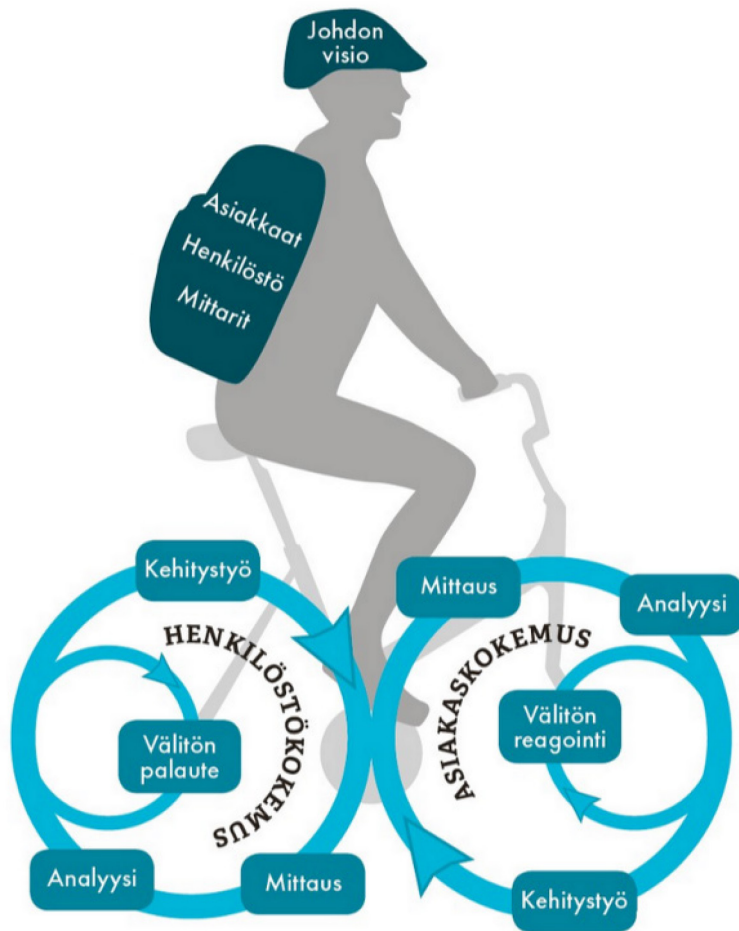 Johdon
visio
Asiakkaat
Henkilöstö
Mittarit
Kehitystyö
HENKILÖSTÖKOKEMUS
Välitön
palaute
Analyysi
Mittaus
Mittaus
Analyysi
ASIAKASKOKEMUS
Välitön
reagointi
Kehitystyö